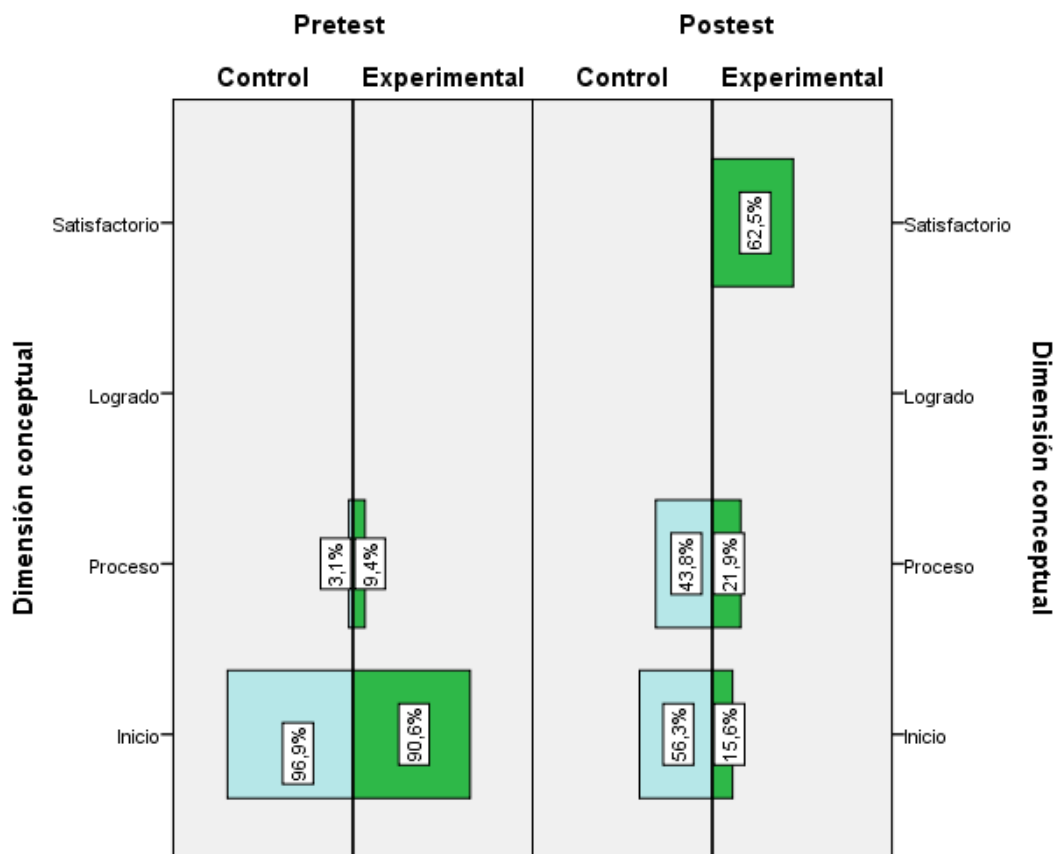 Pretest
Postest
Control
Experimental
Control
Experimental
Satisfactorio
62,5%
Satisfactorio
Logrado
Logrado
Proceso
3,1%
9,4%
43,8%
21,9%
Proceso
Inicio
96,9%
90,6%
56,3%
15,6%
Inicio
Dimensión conceptual
Dimensión conceptual